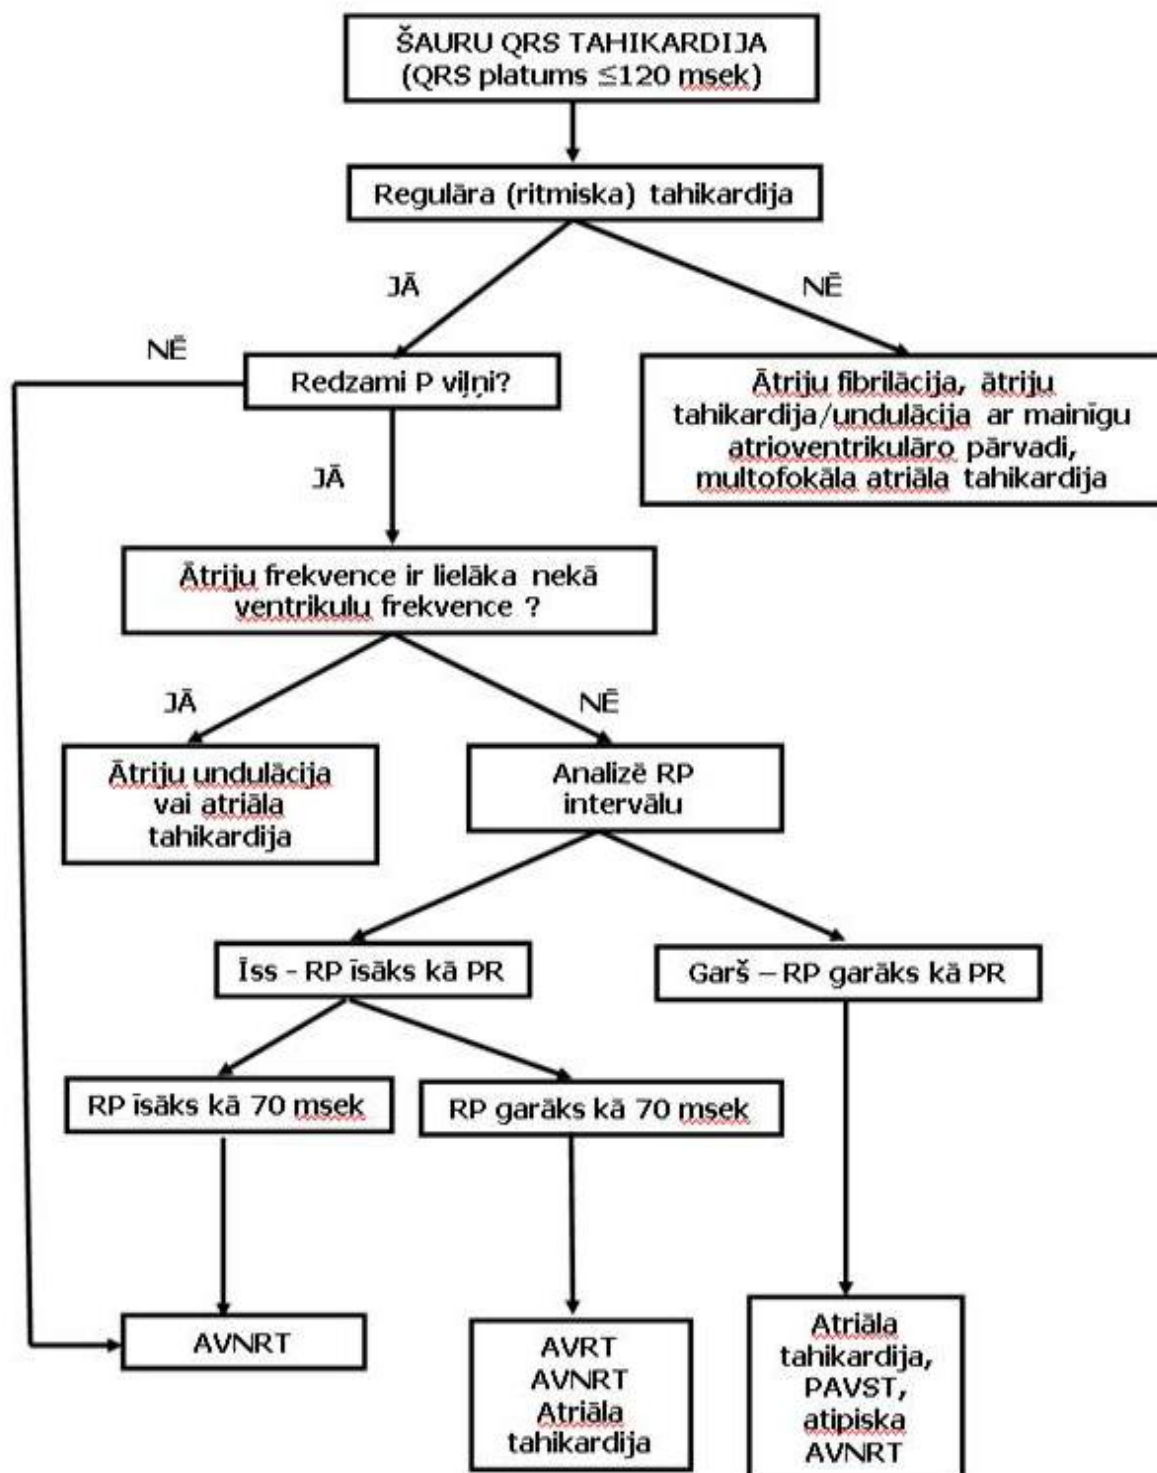 ŠAURU QRS TAHIKARDIJA
(QRS platums ≤120 msek)
Regulāra (ritmiska) tahikardija
JĀ
NĒ
NĒ
Redzami P viļņi?
Ātriju fibrilācija, ātriju
tahikardija/undulācija ar mainīgu
atrioventrikulāro pārvadi,
multofokāla atriāla tahikardija
JĀ
Ātriju frekvence ir lielāka nekā
ventrikulu frekvence ?
JĀ
NĒ
Ātriju undulācija
vai atriāla
tahikardija
Analizē RP
intervālu
Īss - RP īsāks kā PR
Garš – RP garāks kā PR
RP īsāks kā 70 msek
RP garāks kā 70 msek
AVNRT
AVRT
AVNRT
Atriāla
tahikardija
Atriāla
tahikardija,
PAVST,
atipiska
AVNRT